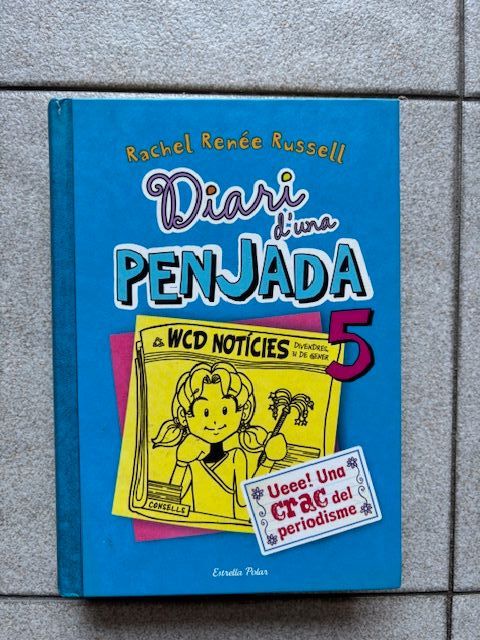 Rachel Renée Russell
Diari
d'una
PENJADA
5
WCD NOTÍCIES
DIVENDRES,
11 DE GENER
CONSELLS
Ueee! Una
crac del
periodisme
Estrella Polar